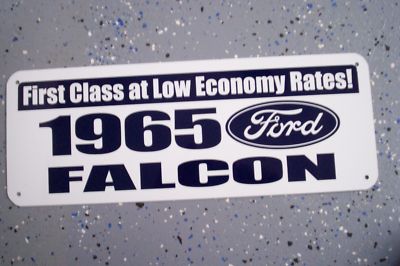 First Class at Low Economy Rates!
1965 Ford
FALCON